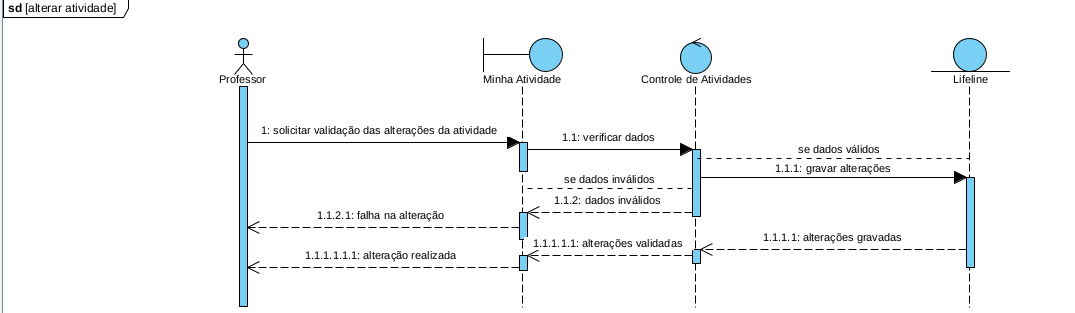 sd [alterar atividade]
Professor
Minha Atividade
Controle de Atividades
Lifeline
1: solicitar validação das alterações da atividade
1.1: verificar dados
se dados válidos
1.1.1: gravar alterações
se dados inválidos
1.1.2: dados inválidos
1.1.2.1: falha na alteração
1.1.1.1: alterações gravadas
1.1.1.1.1: alterações validadas
1.1.1.1.1.1: alteração realizada